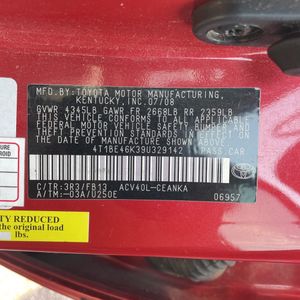 MFD.BY:TOYOTA MOTOR MANUFACTURING,
KENTUCKY,INC.07/08
GVWR 4345LB GAWR FR 2668LB RR 2359LB
THIS VEHICLE CONFORMS TO ALL APPLICABLE
FEDERAL MOTOR VEHICLE SAFETY, BUMPER, AND
THEFT PREVENTION STANDARDS IN EFFECT ON
THE DATE OF MANUFACTURE SHOWN ABOVE.
4T1BE46K39U329142 PASS.CAR
C/TR:3R3/FB13 ACV40L-CEANKA
A/TM:-03A/U250E
06957
TY REDUCED
the original load
lbs.